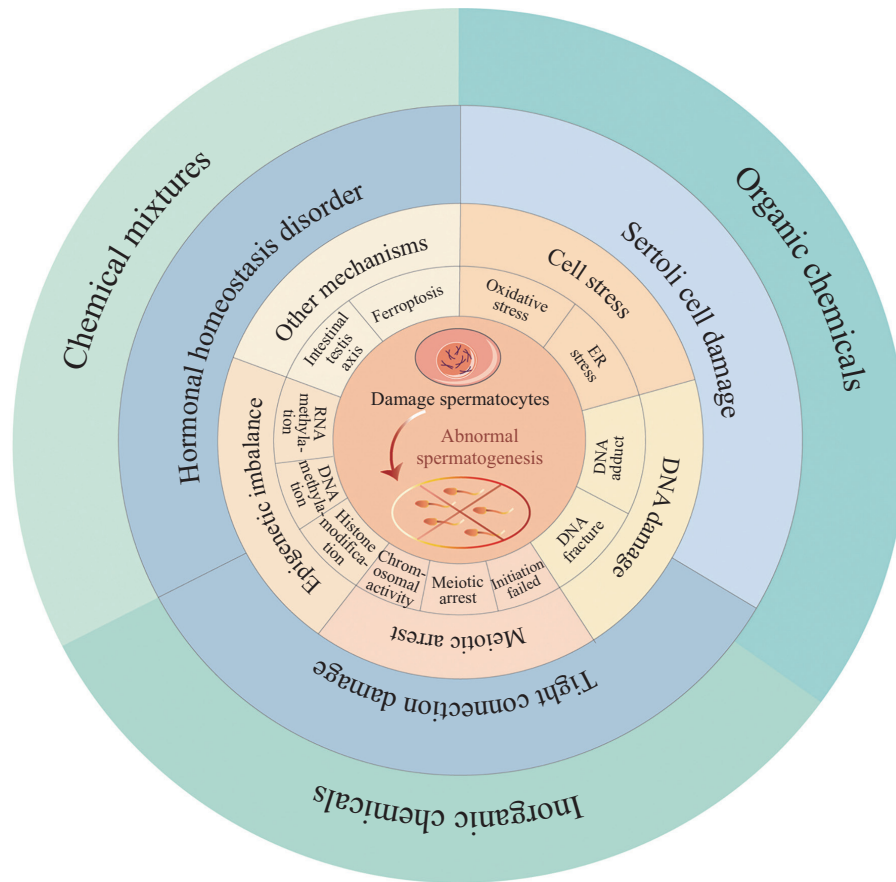 Chemical mixtures
Organic chemicals
Inorganic chemicals
Hormonal homeostasis disorder
Sertoli cell damage
Tight connection damage
Other mechanisms
Cell stress
DNA damage
Meiotic arrest
Epigenetic imbalance
Intestinal
testis
axis
Ferroptosis
Oxidative
stress
ER
stress
DNA
adduct
DNA
fracture
Initiation
failed
Meiotic
arrest
Chrom-
osomal
activity
Histone
modifica-
tion
DNA
methyla-
tion
RNA
methyla-
tion
Damage spermatocytes
Abnormal
spermatogenesis